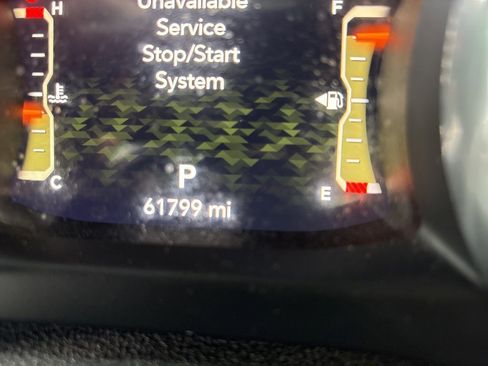 Unavailable
H
F
Service
Stop/Start
System
C
P
E
61799 mi